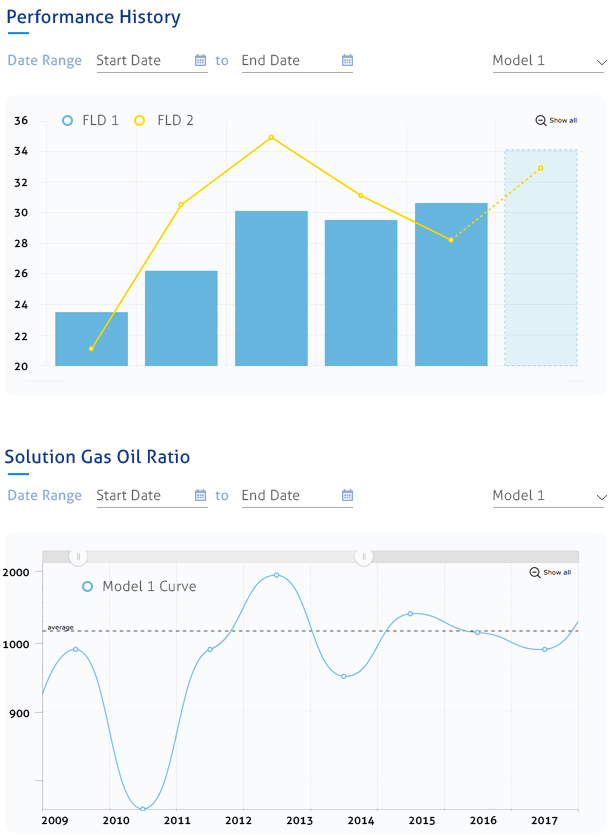 Performance History
Date Range Start Date to End Date Model 1
FLD 1 FLD 2 Show all
36
34
32
30
28
26
24
22
20
Solution Gas Oil Ratio
Date Range Start Date to End Date Model 1
Show all
2000
Model 1 Curve
average
1000
900
2009 2010 2011 2012 2013 2014 2015 2016 2017